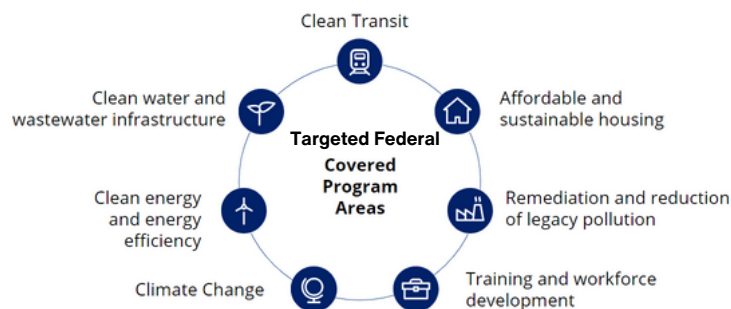 Clean Transit
Affordable and
sustainable housing
Remediation and reduction
of legacy pollution
Training and workforce
development
Climate Change
Clean energy
and energy
efficiency
Clean water and
wastewater infrastructure
Targeted Federal
Covered
Program
Areas